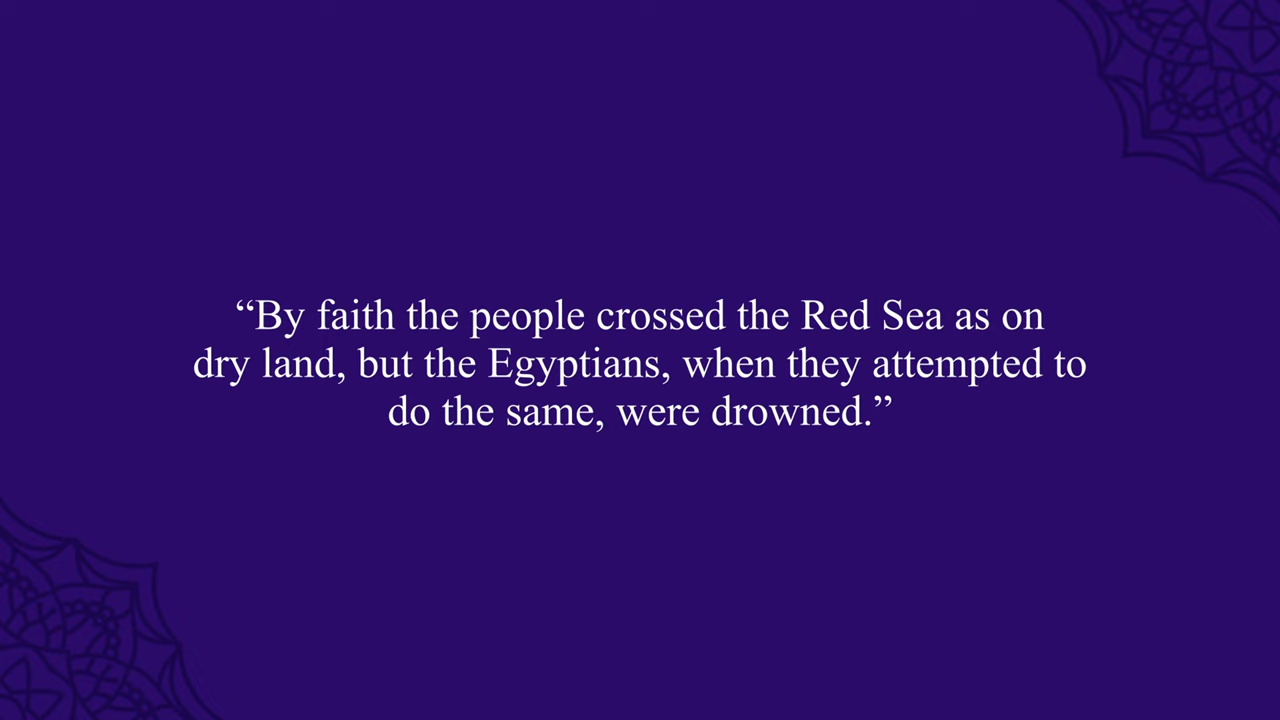 “By faith the people crossed the Red Sea as on
dry land, but the Egyptians, when they attempted to
do the same, were drowned.”